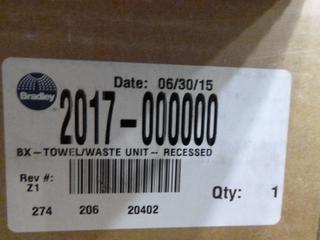 Bradley
Date: 06/30/15
2017-000000
BX-TOWEL/WASTE UNIT- RECESSED
Rev #:
Z1
Qty: 1
274 206 20402